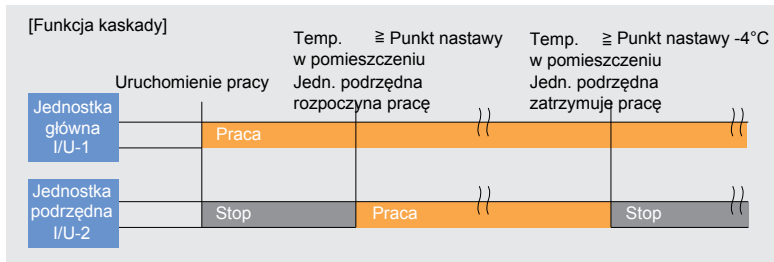 [Funkcja kaskady]
Temp. ≧ Punkt nastawy
w pomieszczeniu
Jedn. podrzędna
rozpoczyna pracę
Temp. ≧ Punkt nastawy -4°C
w pomieszczeniu
Jedn. podrzędna
zatrzymuje pracę
Uruchomienie pracy
Jednostka
główna
I/U-1
Praca
Jednostka
podrzędna
I/U-2
Stop
Praca
Stop